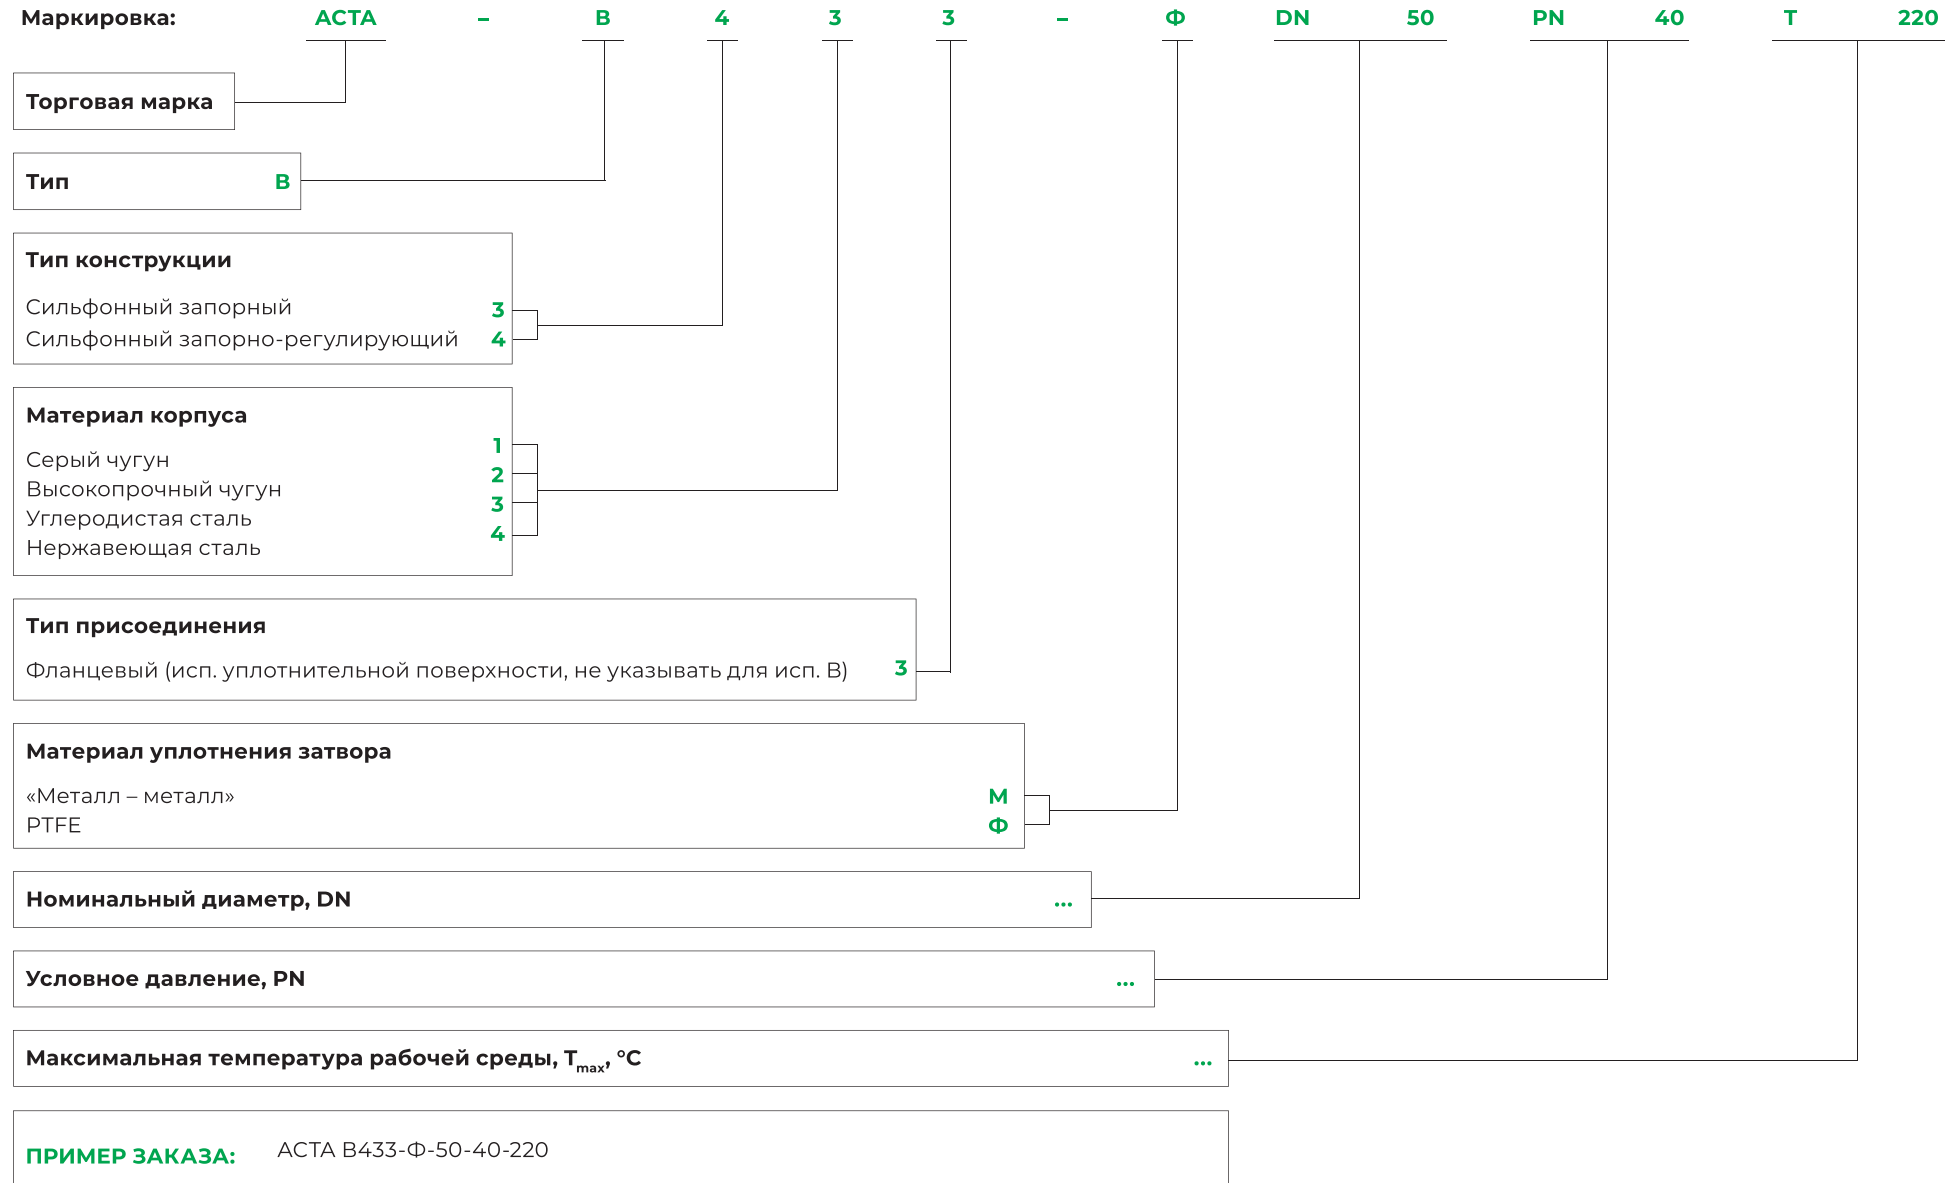 Маркировка: АСТА – В 4 3 3 – Ф DN 50 PN 40 Т 220
Торговая марка
Тип В
Тип конструкции
Сильфонный запорный 3
Сильфонный запорно-регулирующий 4
Материал корпуса
Серый чугун 1
Высокопрочный чугун 2
Углеродистая сталь 3
Нержавеющая сталь 4
Тип присоединения
Фланцевый (исп. уплотнительной поверхности, не указывать для исп. В) 3
Материал уплотнения затвора
«Металл – металл» М
PTFE Ф
Номинальный диаметр, DN ...
Условное давление, PN ...
Максимальная температура рабочей среды, Tmax, °C ...
ПРИМЕР ЗАКАЗА: АСТА В433-Ф-50-40-220